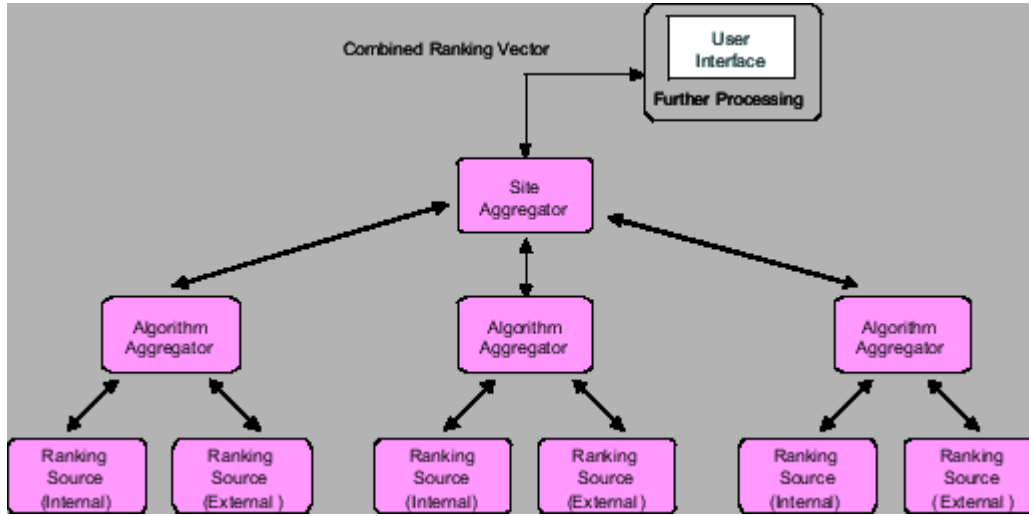 Combined Ranking Vector
User
Interface
Further Processing
Site
Aggregator
Algorithm
Aggregator
Algorithm
Aggregator
Algorithm
Aggregator
Ranking
Source
(Internal)
Ranking
Source
(External )
Ranking
Source
(Internal)
Ranking
Source
(External )
Ranking
Source
(Internal)
Ranking
Source
( External )